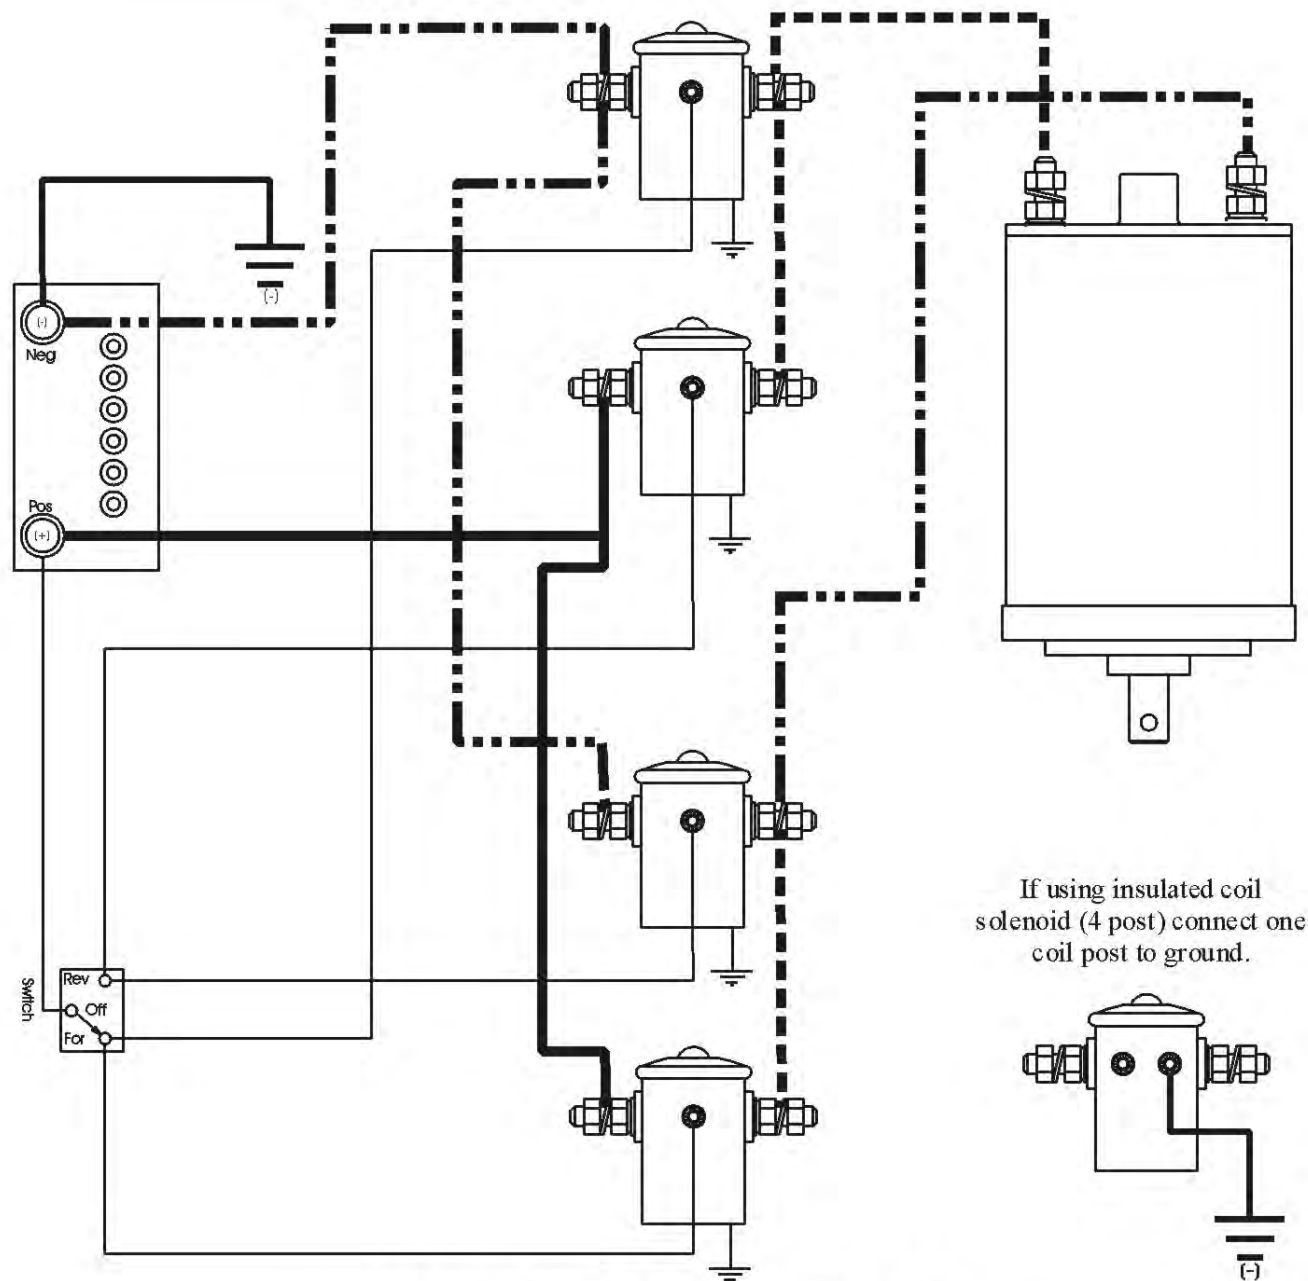 (-)
(-)
Neg
Pos
(+)
If using insulated coil
solenoid (4 post) connect one
coil post to ground.
Switch
Rev
Off
For
(-)